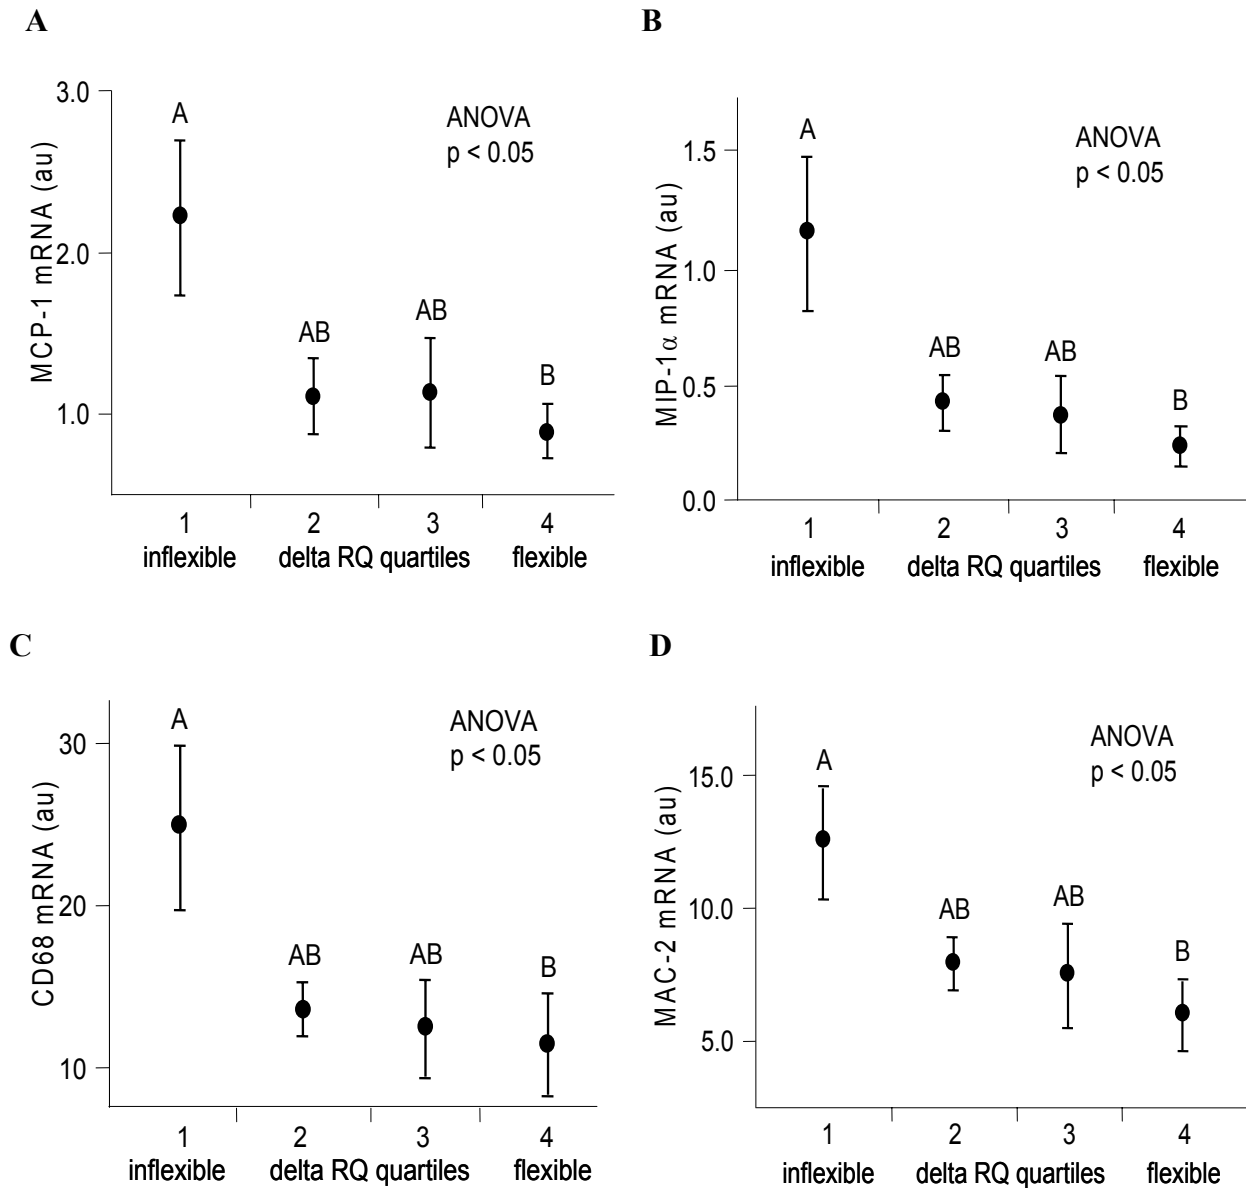 A
MCP-1 mRNA (au)
3.0
2.0
1.0
A
AB
AB
B
ANOVA
p < 0.05
1 2 3 4
inflexible delta RQ quartiles flexible
B
MIP-1α mRNA (au)
1.5
1.0
0.5
0.0
A
AB
AB
B
ANOVA
p < 0.05
1 2 3 4
inflexible delta RQ quartiles flexible
C
CD68 mRNA (au)
30
20
10
A
AB
AB
B
ANOVA
p < 0.05
1 2 3 4
inflexible delta RQ quartiles flexible
D
MAC-2 mRNA (au)
15.0
10.0
5.0
A
AB
AB
B
ANOVA
p < 0.05
1 2 3 4
inflexible delta RQ quartiles flexible